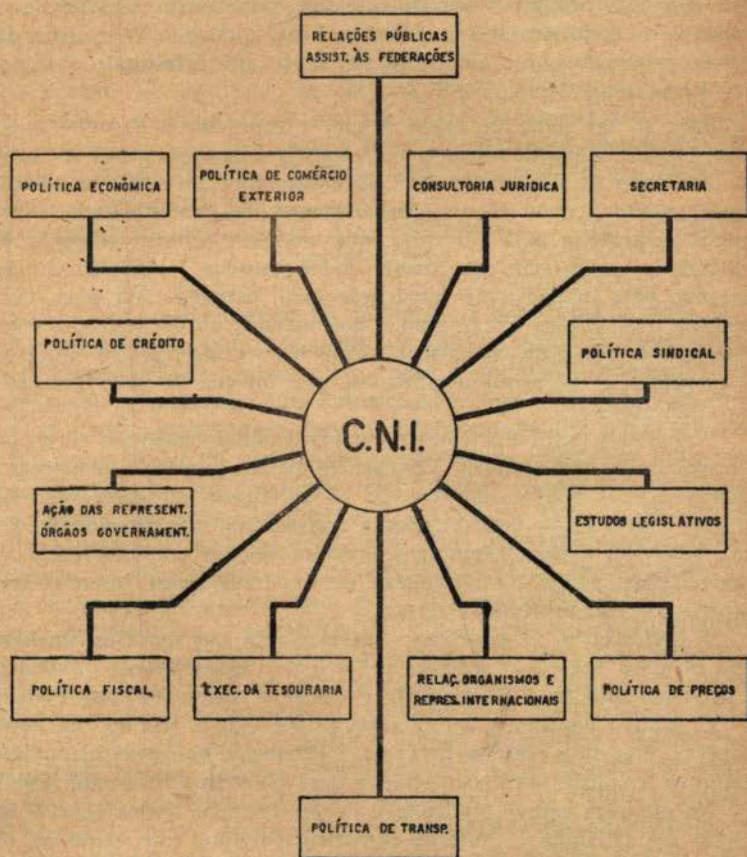 RELAÇÕES PÚBLICAS
ASSIST. ÀS FEDERAÇÕES
POLÍTICA ECONÔMICA
POLÍTICA DE COMÉRCIO
EXTERIOR
CONSULTORIA JURÍDICA
SECRETARIA
POLÍTICA DE CRÉDITO
POLÍTICA SINDICAL
C.N.I.
AÇÃO DAS REPRESENT.
ÓRGÃOS GOVERNAMENT.
ESTUDOS LEGISLATIVOS
POLÍTICA FISCAL
EXEC. DA TESOURARIA
RELAÇ. ORGANISMOS E
REPRES. INTERNACIONAIS
POLÍTICA DE PREÇOS
POLÍTICA DE TRANSP.